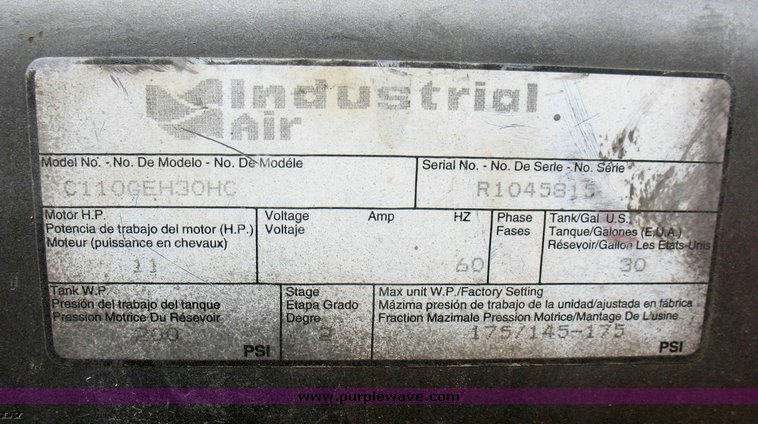 Industrial
Air
Model No. - No. De Modelo - No. De Modéle
C110GEH30HC
Serial No. - No. De Serie - No. Série
R1045815
Motor H.P.
Potencia de trabajo del motor (H.P.)
Moteur (puissance en chevaux)
11
Voltage Amp HZ
Voltaje
60
Phase
Fases
Tank/Gal U.S.
Tanque/Galones (E.U.A.)
Résevoir/Gallon Les Etats-Unis
30
Tank W.P.
Presión del trabajo del tanque
Pression Motrice Du Résevoir
200
PSI
Stage
Etapa Grado
Degre
2
Max unit W.P./Factory Setting
Mázima presión de trabajo de la unidad/ajustada en fábrica
Fraction Mazimale Pression Motrice/Mantage De L'usine
175/145-175
PSI
www.purplewave.com